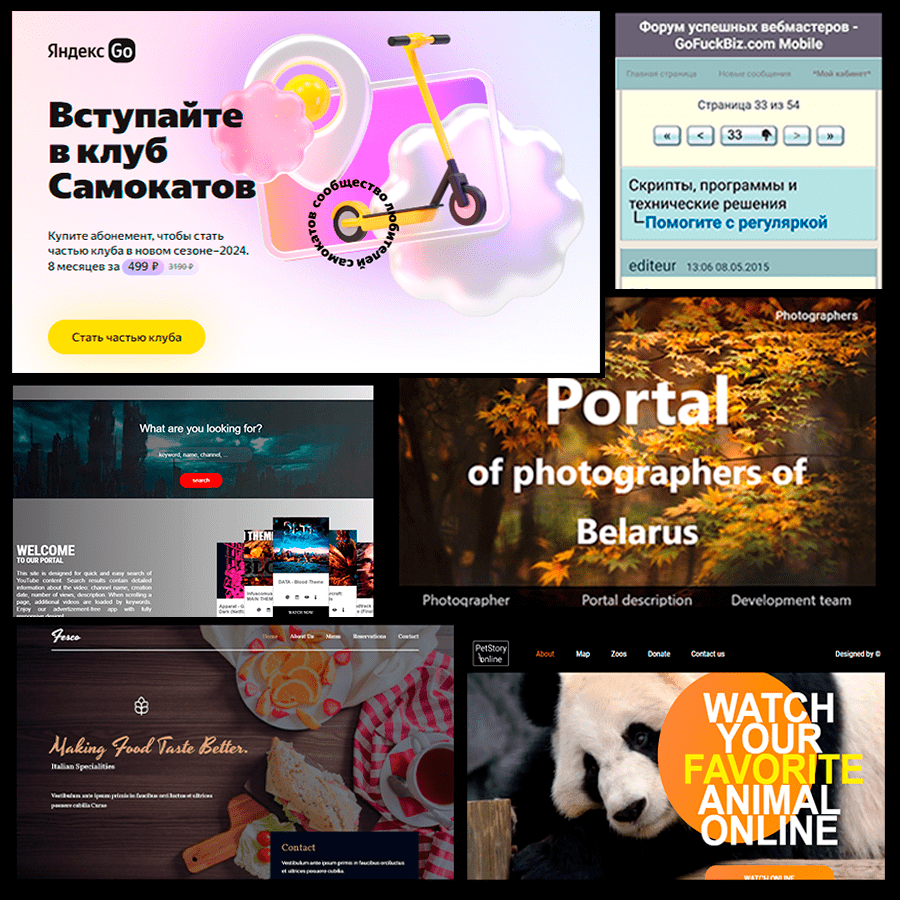 Яндекс Go
Вступайте
в клуб
Самокатов
сообщество любителей самокатов
Купите абонемент, чтобы стать
частью клуба в новом сезоне–2024.
8 месяцев за 499 ₽ 3190 ₽
Стать частью клуба
Форум успешных вебмастеров -
GoFuckBiz.com Mobile
Главная страница Новые сообщения *Мой кабинет*
Страница 33 из 54
« < 33 > »
Скрипты, программы и
технические решения
Помогите с регуляркой
editeur 13:06 08.05.2015
Photographers
Portal
of photographers of
Belarus
Photographer Portal description Development team
What are you looking for?
keyword, name, channel, ...
search
WELCOME
TO OUR PORTAL
This site is designed for quick and easy search of
YouTube content. Search results contain detailed
information about the video: channel name, creation
date, number of views, description. When scrolling a
page, additional videos are loaded by keywords.
Enjoy our advertizement-free app with fully
DATA - Blood Theme
WATCH NOW
Fesco
Home About Us Menu Reservations Contact
Making Food Taste Better.
Italian Specialities
Vestibulum ante ipsum primis in faucibus orci luctus et ultrices
posuere cubilia Curae
Contact
Vestibulum ante ipsum primis in faucibus orciluctus
et ultrices posuere cubilia.
PetStory
online
About Map Zoos Donate Contact us Designed by ©
WATCH
YOUR
FAVORITE
ANIMAL
ONLINE
WATCH ONLINE